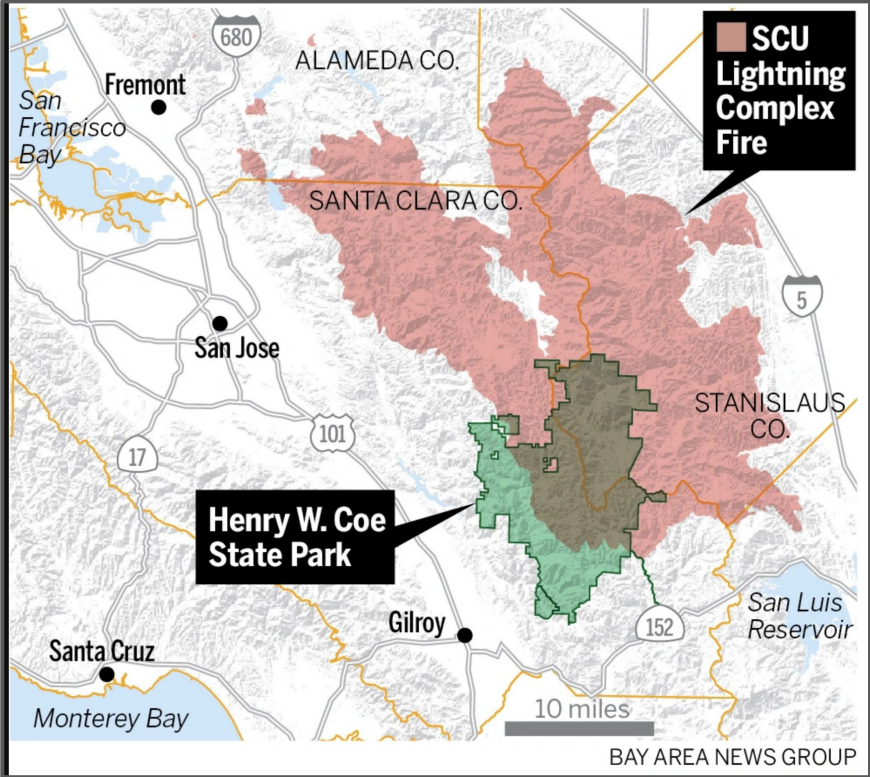 680
ALAMEDA CO.
SCU
Lightning
Complex
Fire
Fremont
San
Francisco
Bay
SANTA CLARA CO.
5
San Jose
STANISLAUS
CO.
101
17
Henry W. Coe
State Park
Gilroy
152
San Luis
Reservoir
Santa Cruz
Monterey Bay
10 miles
BAY AREA NEWS GROUP